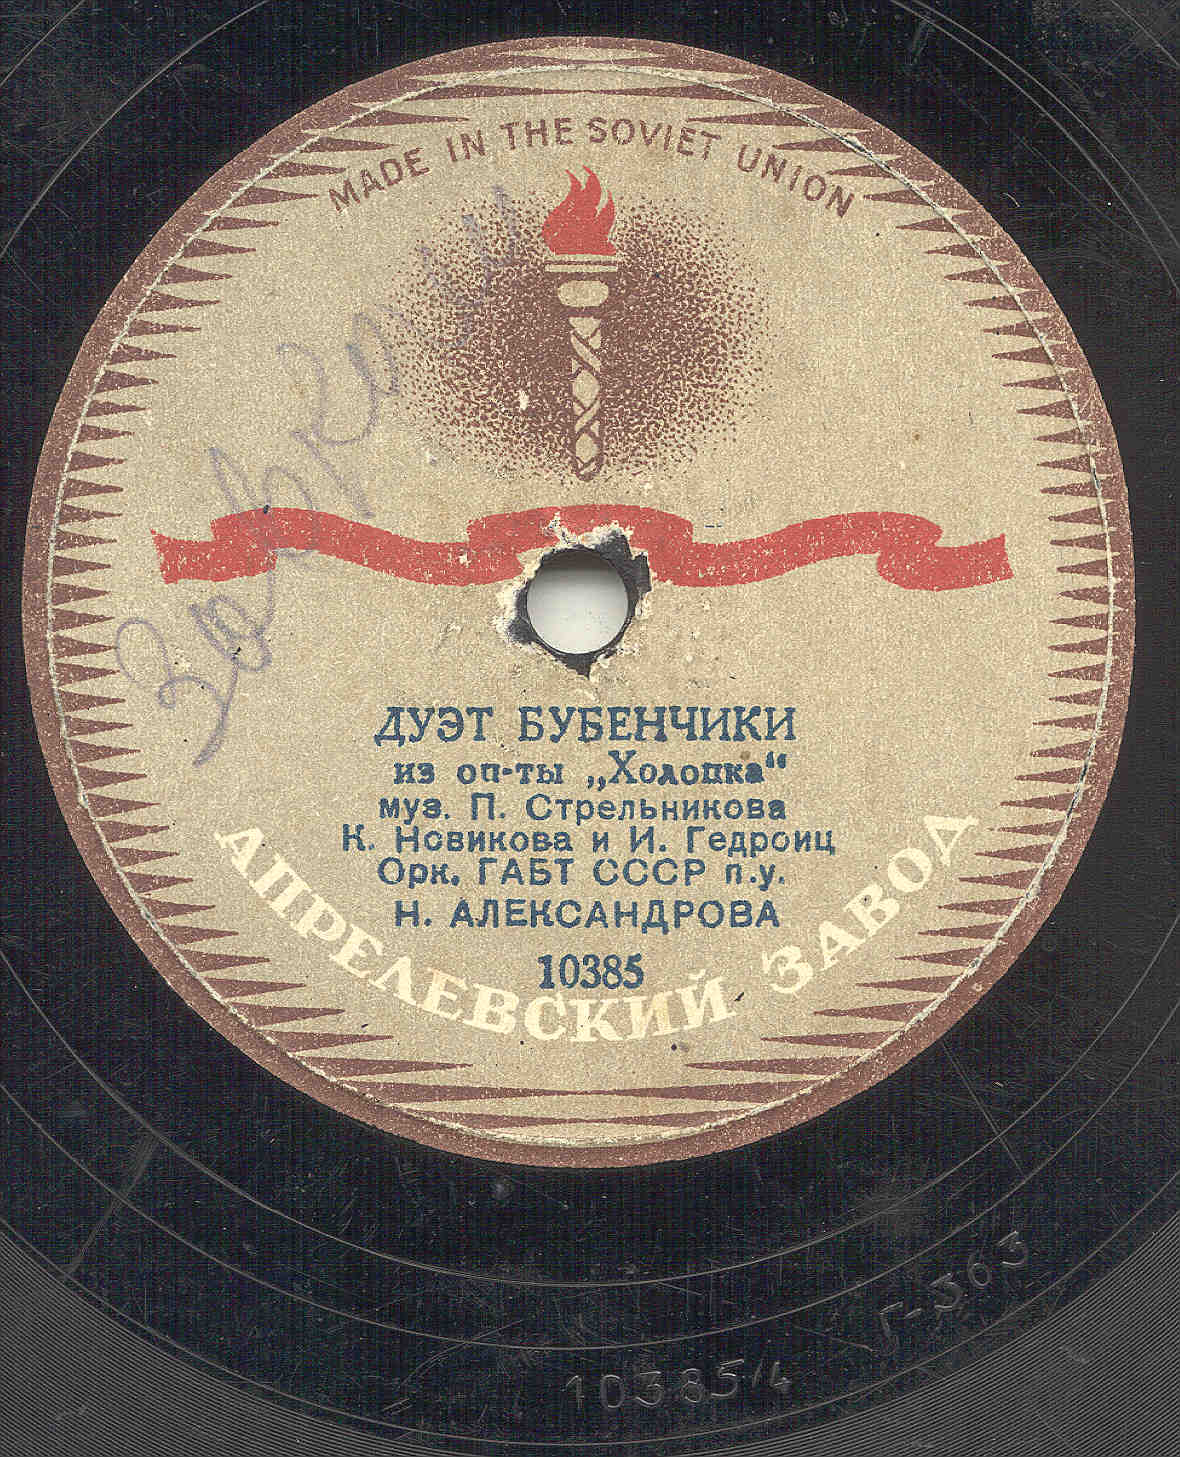 MADE IN THE SOVIET UNION
ДУЭТ БУБЕНЧИКИ
из оп-ты „Холопка“
муз. П. Стрельникова
К. Новикова и И. Гедроиц
Орк. ГАБТ СССР п.у.
Н. АЛЕКСАНДРОВА
10385
АПРЕЛЕВСКИЙ ЗАВОД
Г-363
10385/4